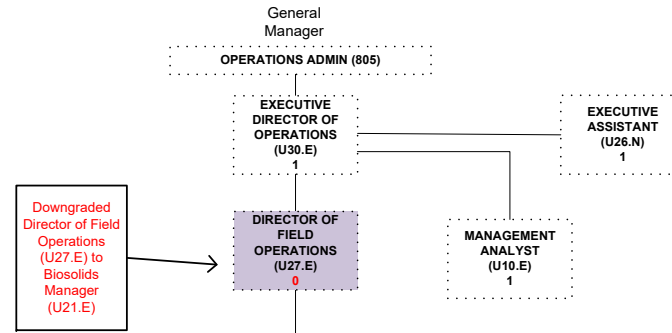 General
Manager
OPERATIONS ADMIN (805)
EXECUTIVE
DIRECTOR OF
OPERATIONS
(U30.E)
1
EXECUTIVE
ASSISTANT
(U26.N)
1
Downgraded
Director of Field
Operations
(U27.E) to
Biosolids
Manager
(U21.E)
DIRECTOR OF
FIELD
OPERATIONS
(U27.E)
0
MANAGEMENT
ANALYST
(U10.E)
1